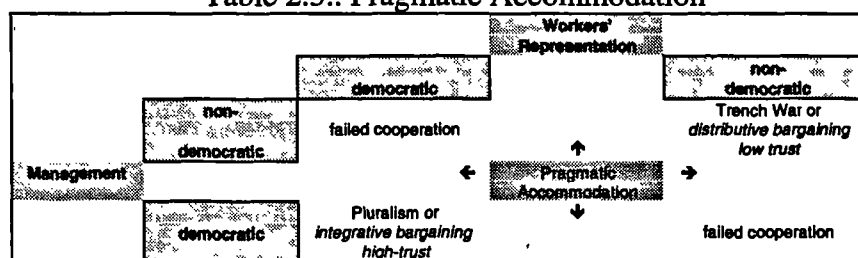 Table 2.3.: Pragmatic Accommodation
Workers'
Representation
democratic
non-
democratic
non-
democratic
failed cooperation
Trench War or
distributive bargaining
low trust
Management
Pragmatic
Accommodation
democratic
Pluralism or
integrative bargaining
high-trust
failed cooperation